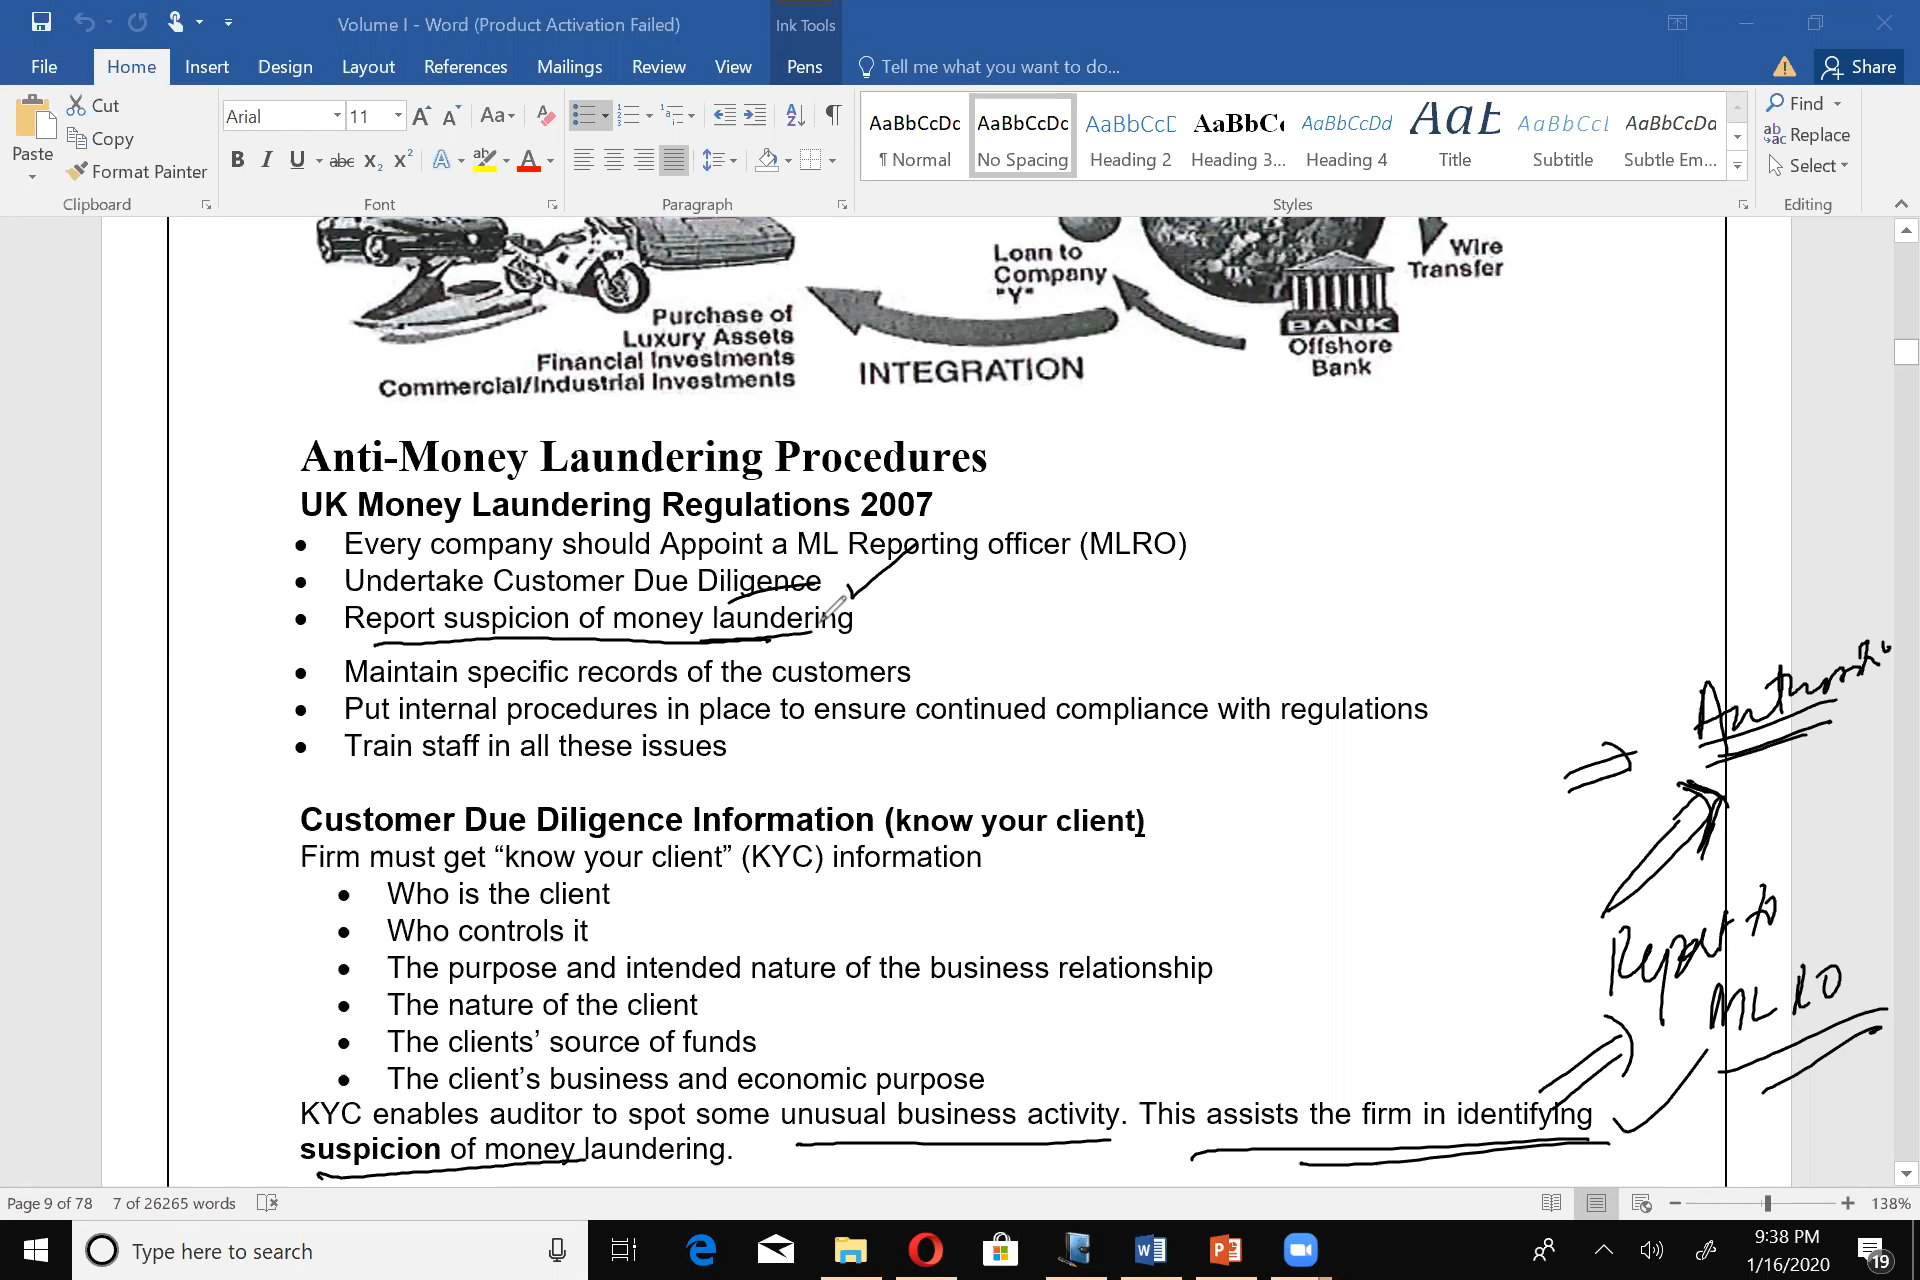 Volume I - Word (Product Activation Failed)
Ink Tools
File
Home
Insert
Design
Layout
References
Mailings
Review
View
Pens
Tell me what you want to do...
Share
Paste
Cut
Copy
Format Painter
Clipboard
Arial
11
Font
Paragraph
AaBbCcDc
¶ Normal
AaBbCcDc
No Spacing
AaBbCcD
Heading 2
AaBbC
Heading 3...
AaBbCcDd
Heading 4
AaB
Title
AaBbCcD
Subtitle
AaBbCcDa
Subtle Em...
Styles
Find
Replace
Select
Editing
Loan to
Company
"Y"
Wire
Transfer
BANK
Offshore
Bank
INTEGRATION
Purchase of
Luxury Assets
Financial Investments
Commercial/Industrial Investments
Anti-Money Laundering Procedures
UK Money Laundering Regulations 2007
• Every company should Appoint a ML Reporting officer (MLRO)
• Undertake Customer Due Diligence
• Report suspicion of money laundering
• Maintain specific records of the customers
• Put internal procedures in place to ensure continued compliance with regulations
• Train staff in all these issues
Customer Due Diligence Information (know your client)
Firm must get “know your client” (KYC) information
• Who is the client
• Who controls it
• The purpose and intended nature of the business relationship
• The nature of the client
• The clients’ source of funds
• The client’s business and economic purpose
KYC enables auditor to spot some unusual business activity. This assists the firm in identifying
suspicion of money laundering.
Report to
MLRO
Page 9 of 78
7 of 26265 words
138%
Type here to search
9:38 PM
1/16/2020
19